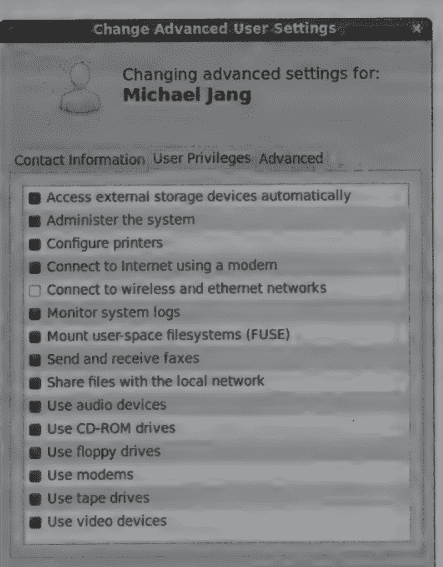 Change Advanced User Settings
Changing advanced settings for:
Michael Jang
Contact Information User Privileges Advanced
Access external storage devices automatically
Administer the system
Configure printers
Connect to Internet using a modem
Connect to wireless and ethernet networks
Monitor system logs
Mount user-space filesystems (FUSE)
Send and receive faxes
Share files with the local network
Use audio devices
Use CD-ROM drives
Use floppy drives
Use modems
Use tape drives
Use video devices